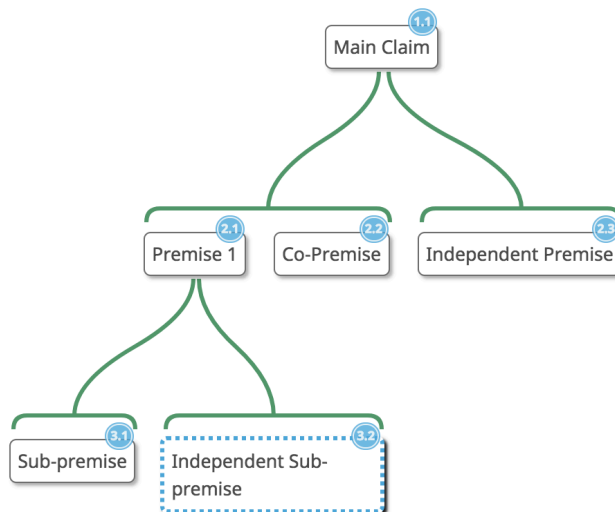 1.1
Main Claim
2.1
2.2
2.3
Premise 1
Co-Premise
Independent Premise
3.1
3.2
Sub-premise
Independent Sub-
premise